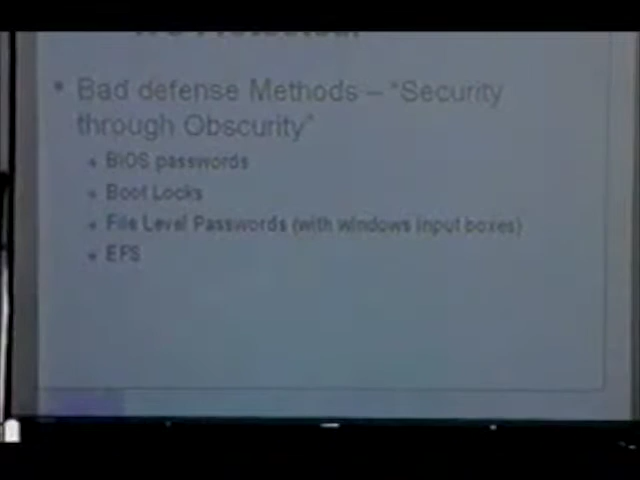 • Bad defense Methods – "Security
through Obscurity"
BIOS passwords
Boot Locks
File Level Passwords (with windows input boxes)
EFS